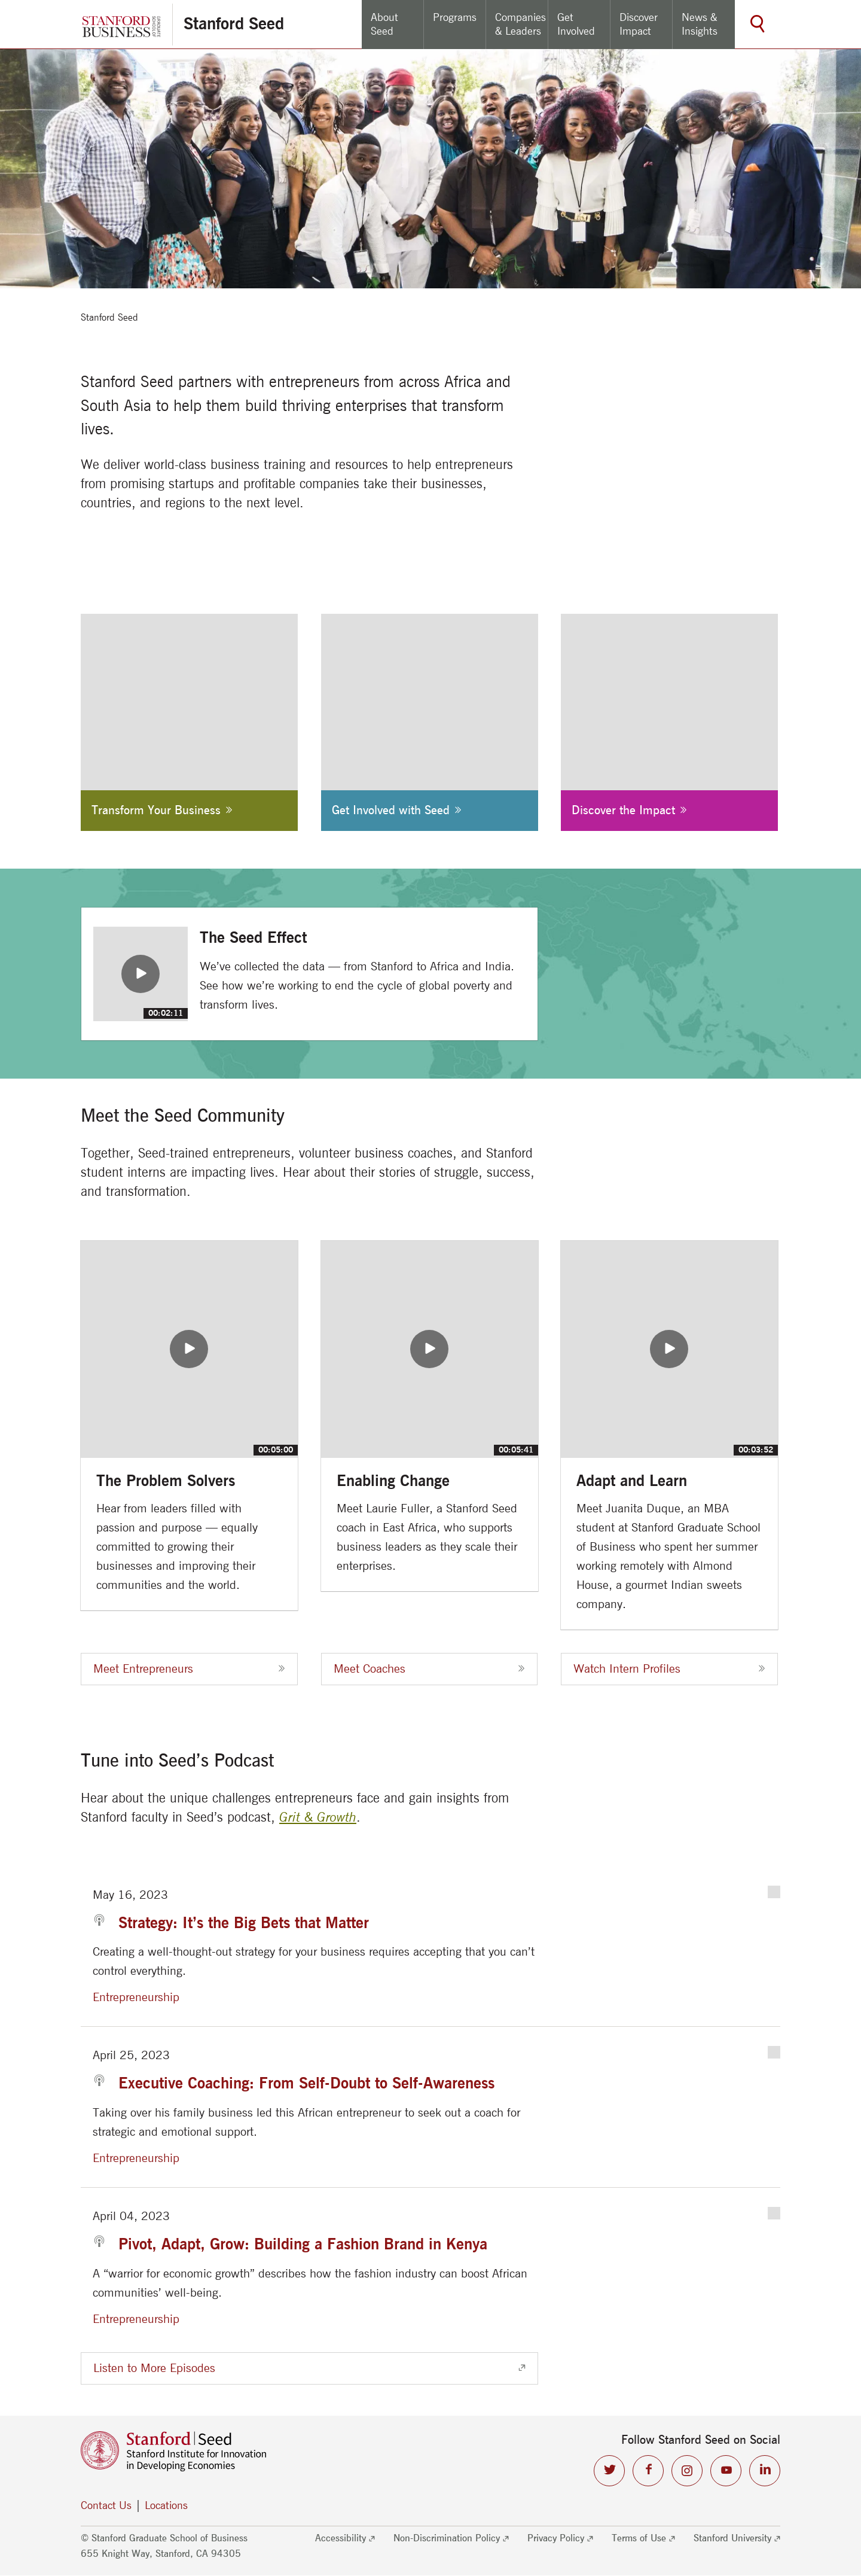 STANFORD
BUSINESS
Stanford Seed
About
Seed
Programs
Companies
& Leaders
Get
Involved
Discover
Impact
News &
Insights
Stanford Seed
Stanford Seed partners with entrepreneurs from across Africa and
South Asia to help them build thriving enterprises that transform
lives.
We deliver world-class business training and resources to help entrepreneurs
from promising startups and profitable companies take their businesses,
countries, and regions to the next level.
Transform Your Business »
Get Involved with Seed »
Discover the Impact »
The Seed Effect
We've collected the data — from Stanford to Africa and India.
See how we're working to end the cycle of global poverty and
transform lives.
00:02:11
Meet the Seed Community
Together, Seed-trained entrepreneurs, volunteer business coaches, and Stanford
student interns are impacting lives. Hear about their stories of struggle, success,
and transformation.
00:05:00
The Problem Solvers
Hear from leaders filled with
passion and purpose — equally
committed to growing their
businesses and improving their
communities and the world.
00:05:41
Enabling Change
Meet Laurie Fuller, a Stanford Seed
coach in East Africa, who supports
business leaders as they scale their
enterprises.
00:03:52
Adapt and Learn
Meet Juanita Duque, an MBA
student at Stanford Graduate School
of Business who spent her summer
working remotely with Almond
House, a gourmet Indian sweets
company.
Meet Entrepreneurs »
Meet Coaches »
Watch Intern Profiles »
Tune into Seed’s Podcast
Hear about the unique challenges entrepreneurs face and gain insights from
Stanford faculty in Seed’s podcast, Grit & Growth.
May 16, 2023
Strategy: It’s the Big Bets that Matter
Creating a well-thought-out strategy for your business requires accepting that you can’t
control everything.
Entrepreneurship
April 25, 2023
Executive Coaching: From Self-Doubt to Self-Awareness
Taking over his family business led this African entrepreneur to seek out a coach for
strategic and emotional support.
Entrepreneurship
April 04, 2023
Pivot, Adapt, Grow: Building a Fashion Brand in Kenya
A “warrior for economic growth” describes how the fashion industry can boost African
communities’ well-being.
Entrepreneurship
Listen to More Episodes
Stanford | Seed
Stanford Institute for Innovation
in Developing Economies
Follow Stanford Seed on Social
Contact Us | Locations
© Stanford Graduate School of Business
655 Knight Way, Stanford, CA 94305
Accessibility
Non-Discrimination Policy
Privacy Policy
Terms of Use
Stanford University